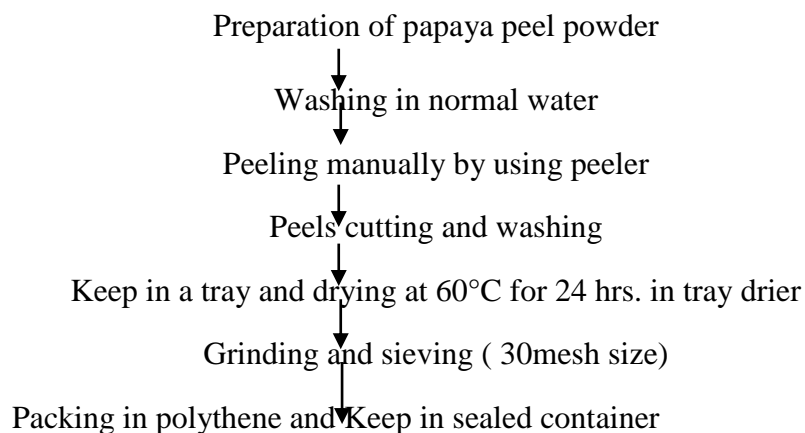 Preparation of papaya peel powder
Washing in normal water
Peeling manually by using peeler
Peels cutting and washing
Keep in a tray and drying at 60°C for 24 hrs. in tray drier
Grinding and sieving ( 30mesh size)
Packing in polythene and Keep in sealed container